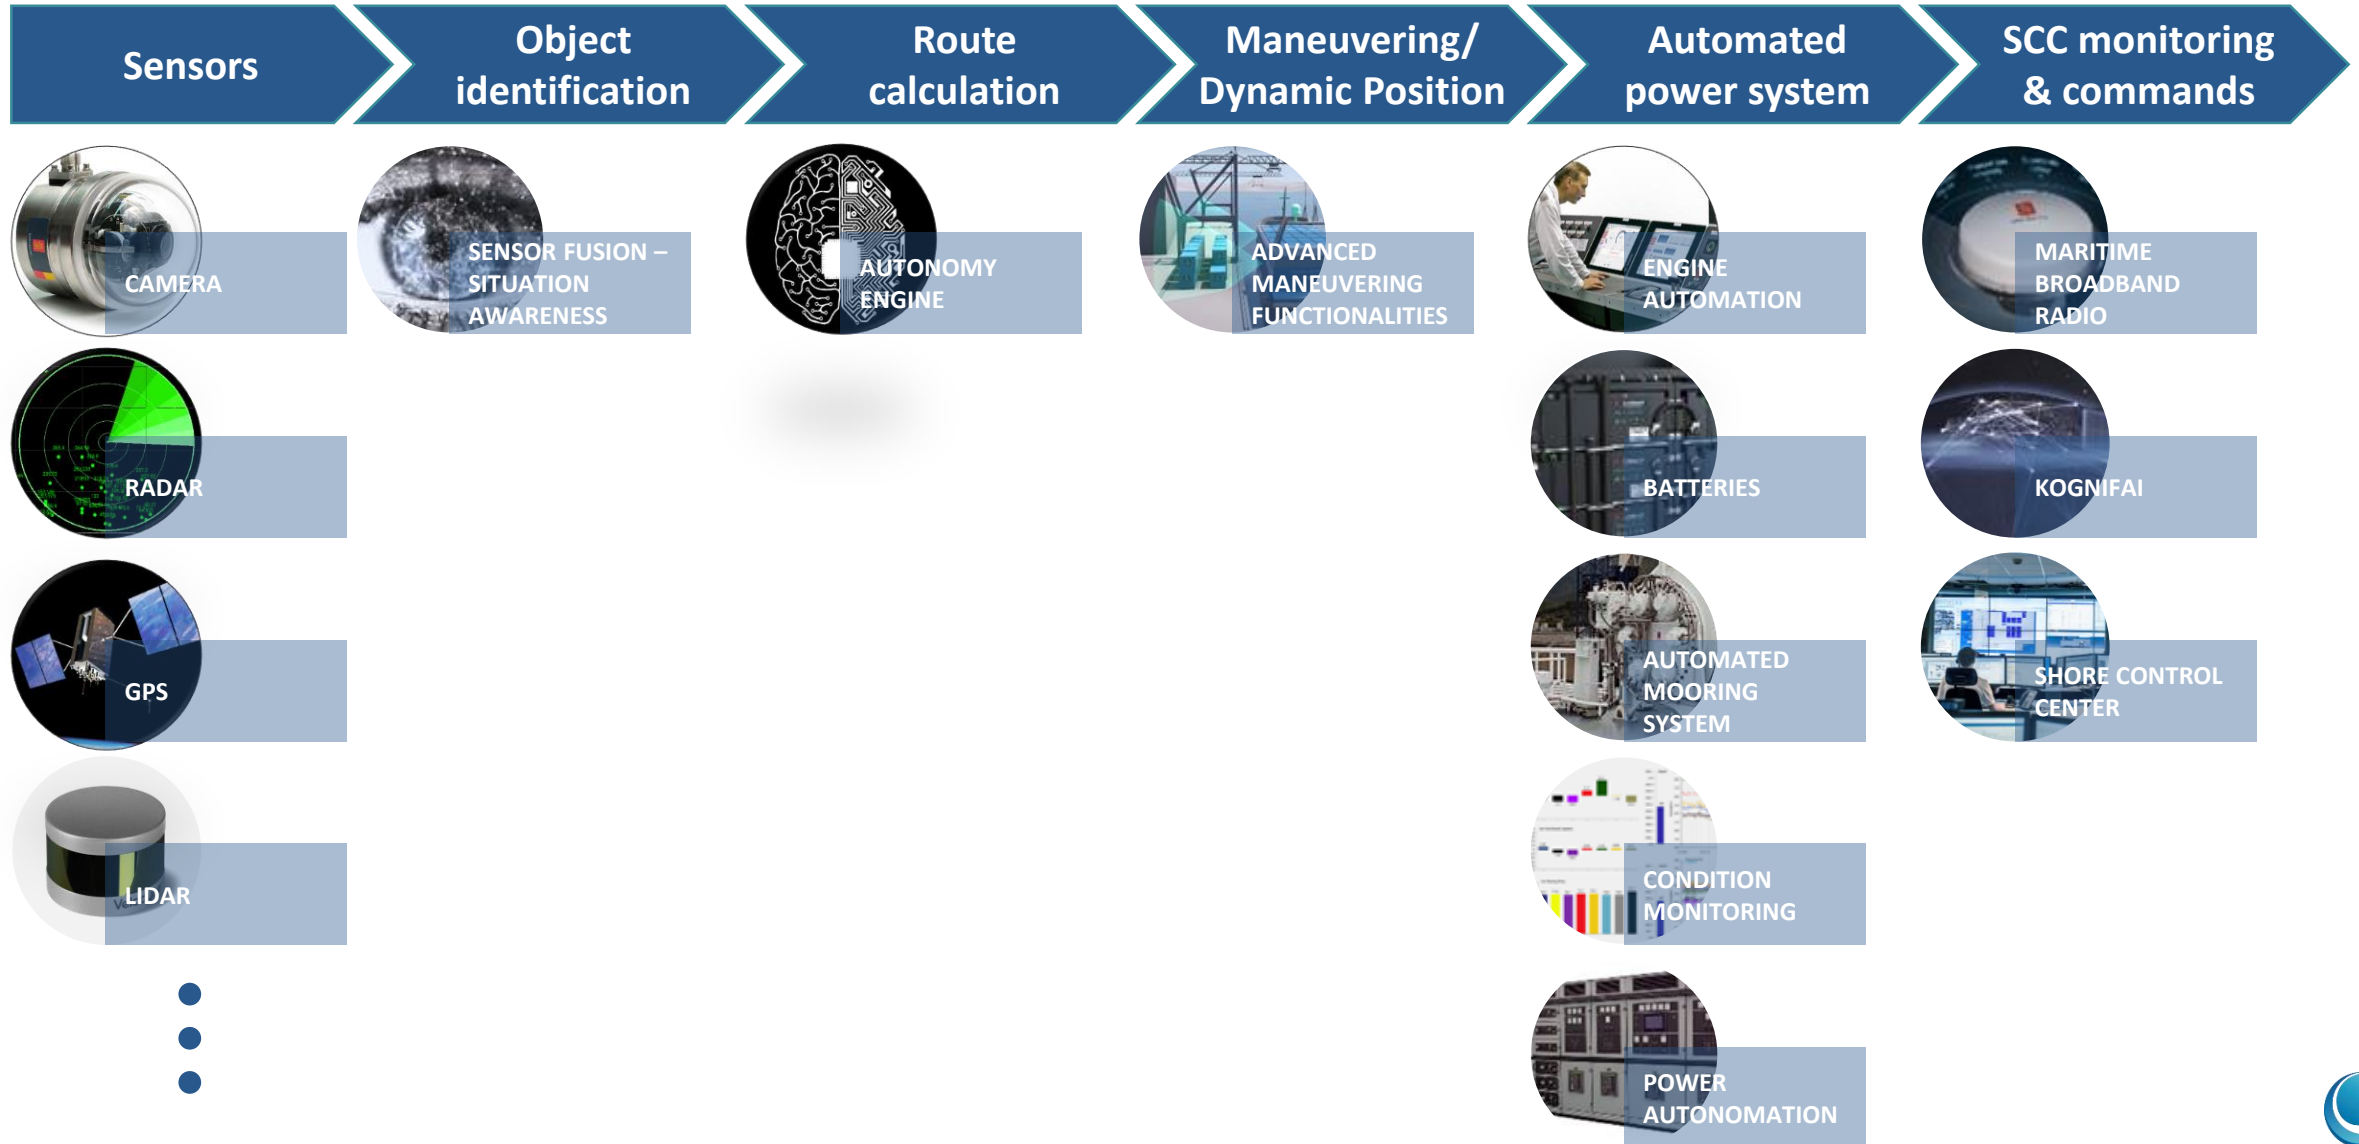 Sensors
Object
identification
Route
calculation
Maneuvering/
Dynamic Position
Automated
power system
SCC monitoring
& commands
CAMERA
RADAR
GPS
LIDAR
SENSOR FUSION –
SITUATION
AWARENESS
AUTONOMY
ENGINE
ADVANCED
MANEUVERING
FUNCTIONALITIES
ENGINE
AUTOMATION
BATTERIES
AUTOMATED
MOORING
SYSTEM
CONDITION
MONITORING
POWER
AUTONOMATION
MARITIME
BROADBAND
RADIO
KOGNIFAI
SHORE CONTROL
CENTER